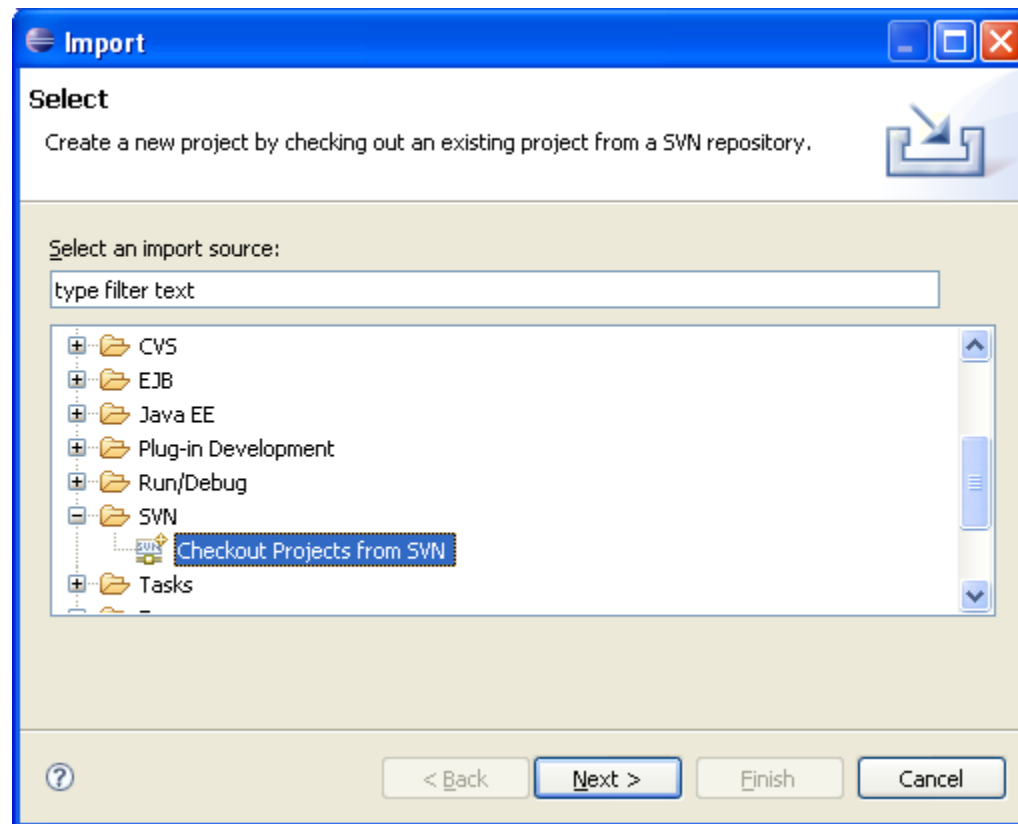 Import
Select
Create a new project by checking out an existing project from a SVN repository.
Select an import source:
type filter text
CVS
EJB
Java EE
Plug-in Development
Run/Debug
SVN
Checkout Projects from SVN
Tasks
< Back Next > Finish Cancel